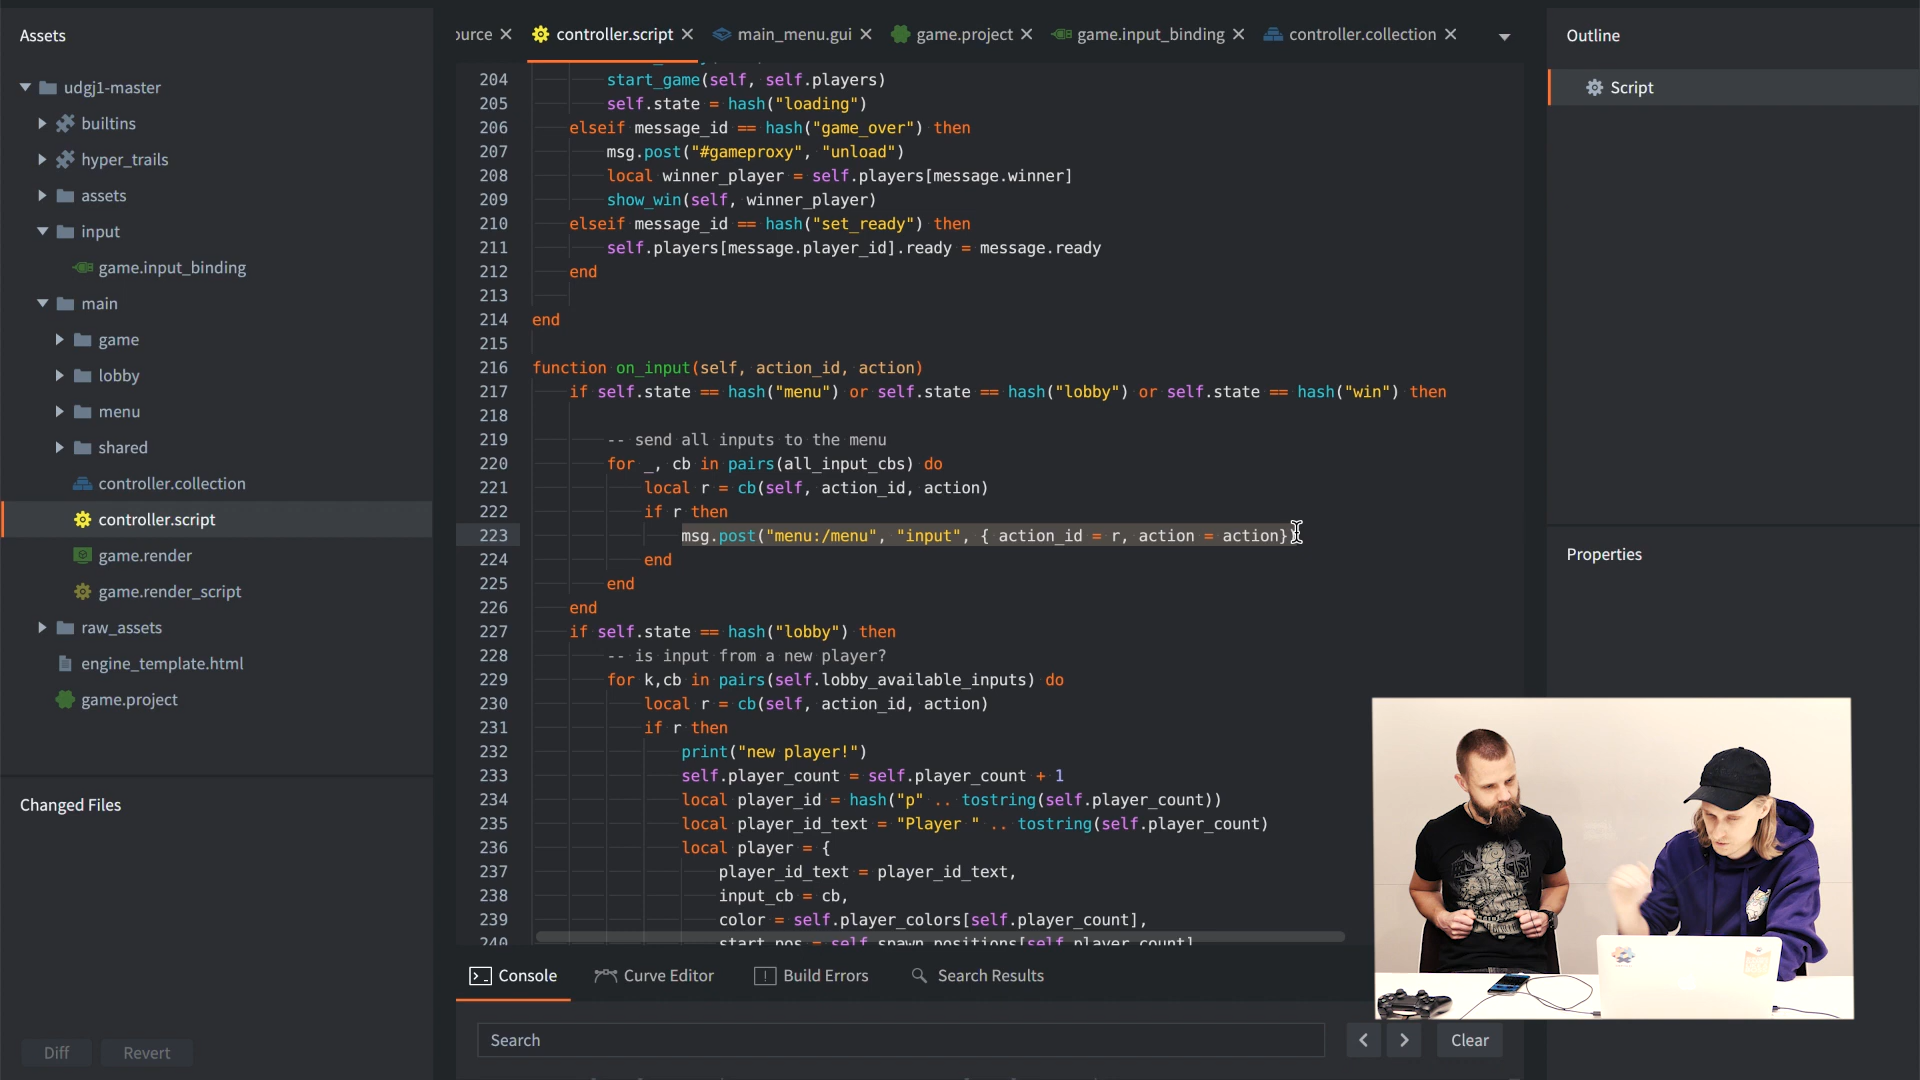 Assets
udgj1-master
builtins
hyper_trails
assets
input
game.input_binding
main
game
lobby
menu
shared
controller.collection
controller.script
game.render
game.render_script
raw_assets
engine_template.html
game.project
Changed Files
Diff Revert
ource controller.script main_menu.gui game.project game.input_binding controller.collection
204 start_game(self, self.players)
205 self.state = hash("loading")
206 elseif message_id == hash("game_over") then
207 msg.post("#gameproxy", "unload")
208 local winner_player = self.players[message.winner]
209 show_win(self, winner_player)
210 elseif message_id == hash("set_ready") then
211 self.players[message.player_id].ready = message.ready
212 end
213
214 end
215
216 function on_input(self, action_id, action)
217 if self.state == hash("menu") or self.state == hash("lobby") or self.state == hash("win") then
218
219 -- send all inputs to the menu
220 for _, cb in pairs(all_input_cbs) do
221 local r = cb(self, action_id, action)
222 if r then
223 msg.post("menu:/menu", "input", { action_id = r, action = action})
224 end
225 end
226 end
227 if self.state == hash("lobby") then
228 -- is input from a new player?
229 for k,cb in pairs(self.lobby_available_inputs) do
230 local r = cb(self, action_id, action)
231 if r then
232 print("new player!")
233 self.player_count = self.player_count + 1
234 local player_id = hash("p" .. tostring(self.player_count))
235 local player_id_text = "Player " .. tostring(self.player_count)
236 local player = {
237 player_id_text = player_id_text,
238 input_cb = cb,
239 color = self.player_colors[self.player_count],
240 start_pos = self.spawn_positions[self.player_count]
Console Curve Editor Build Errors Search Results
Search Clear
Outline
Script
Properties